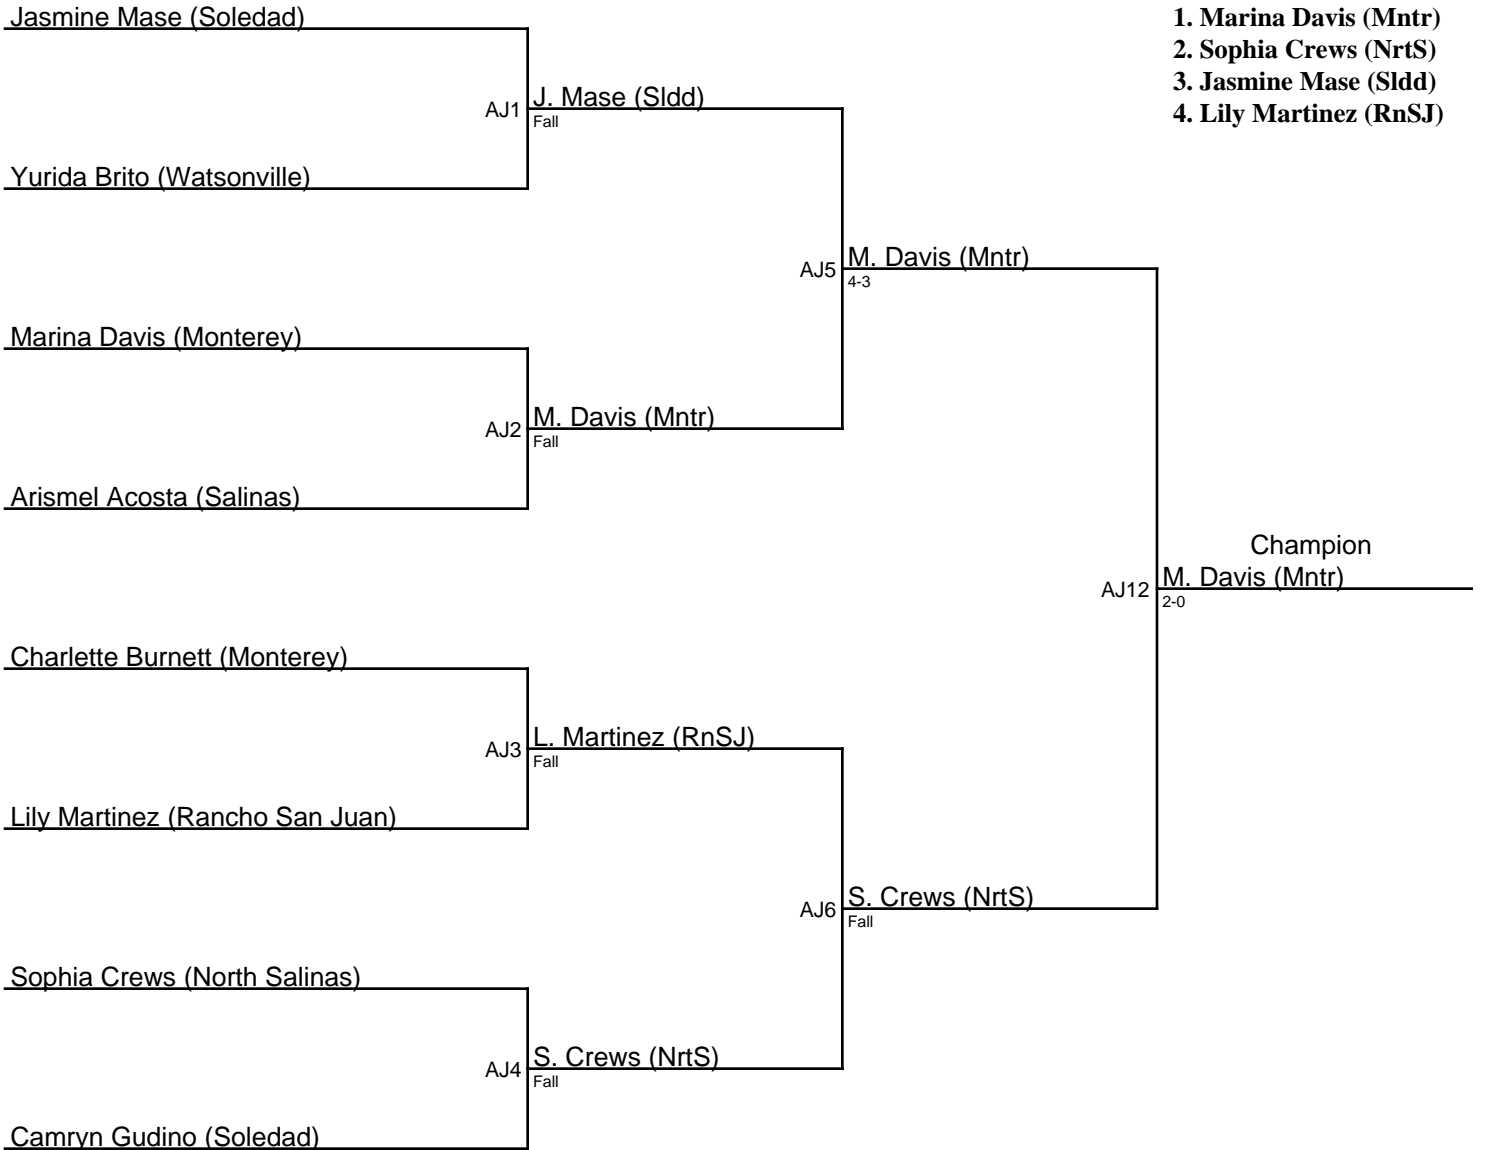 Jasmine Mase (Soledad)
1. Marina Davis (Mntr)
2. Sophia Crews (NrtS)
3. Jasmine Mase (Sldd)
4. Lily Martinez (RnSJ)
AJ1
J. Mase (Sldd)
Fall
Yurida Brito (Watsonville)
AJ5
M. Davis (Mntr)
4-3
Marina Davis (Monterey)
AJ2
M. Davis (Mntr)
Fall
Arismel Acosta (Salinas)
Champion
AJ12
M. Davis (Mntr)
2-0
Charlette Burnett (Monterey)
AJ3
L. Martinez (RnSJ)
Fall
Lily Martinez (Rancho San Juan)
AJ6
S. Crews (NrtS)
Fall
Sophia Crews (North Salinas)
AJ4
S. Crews (NrtS)
Fall
Camryn Gudino (Soledad)